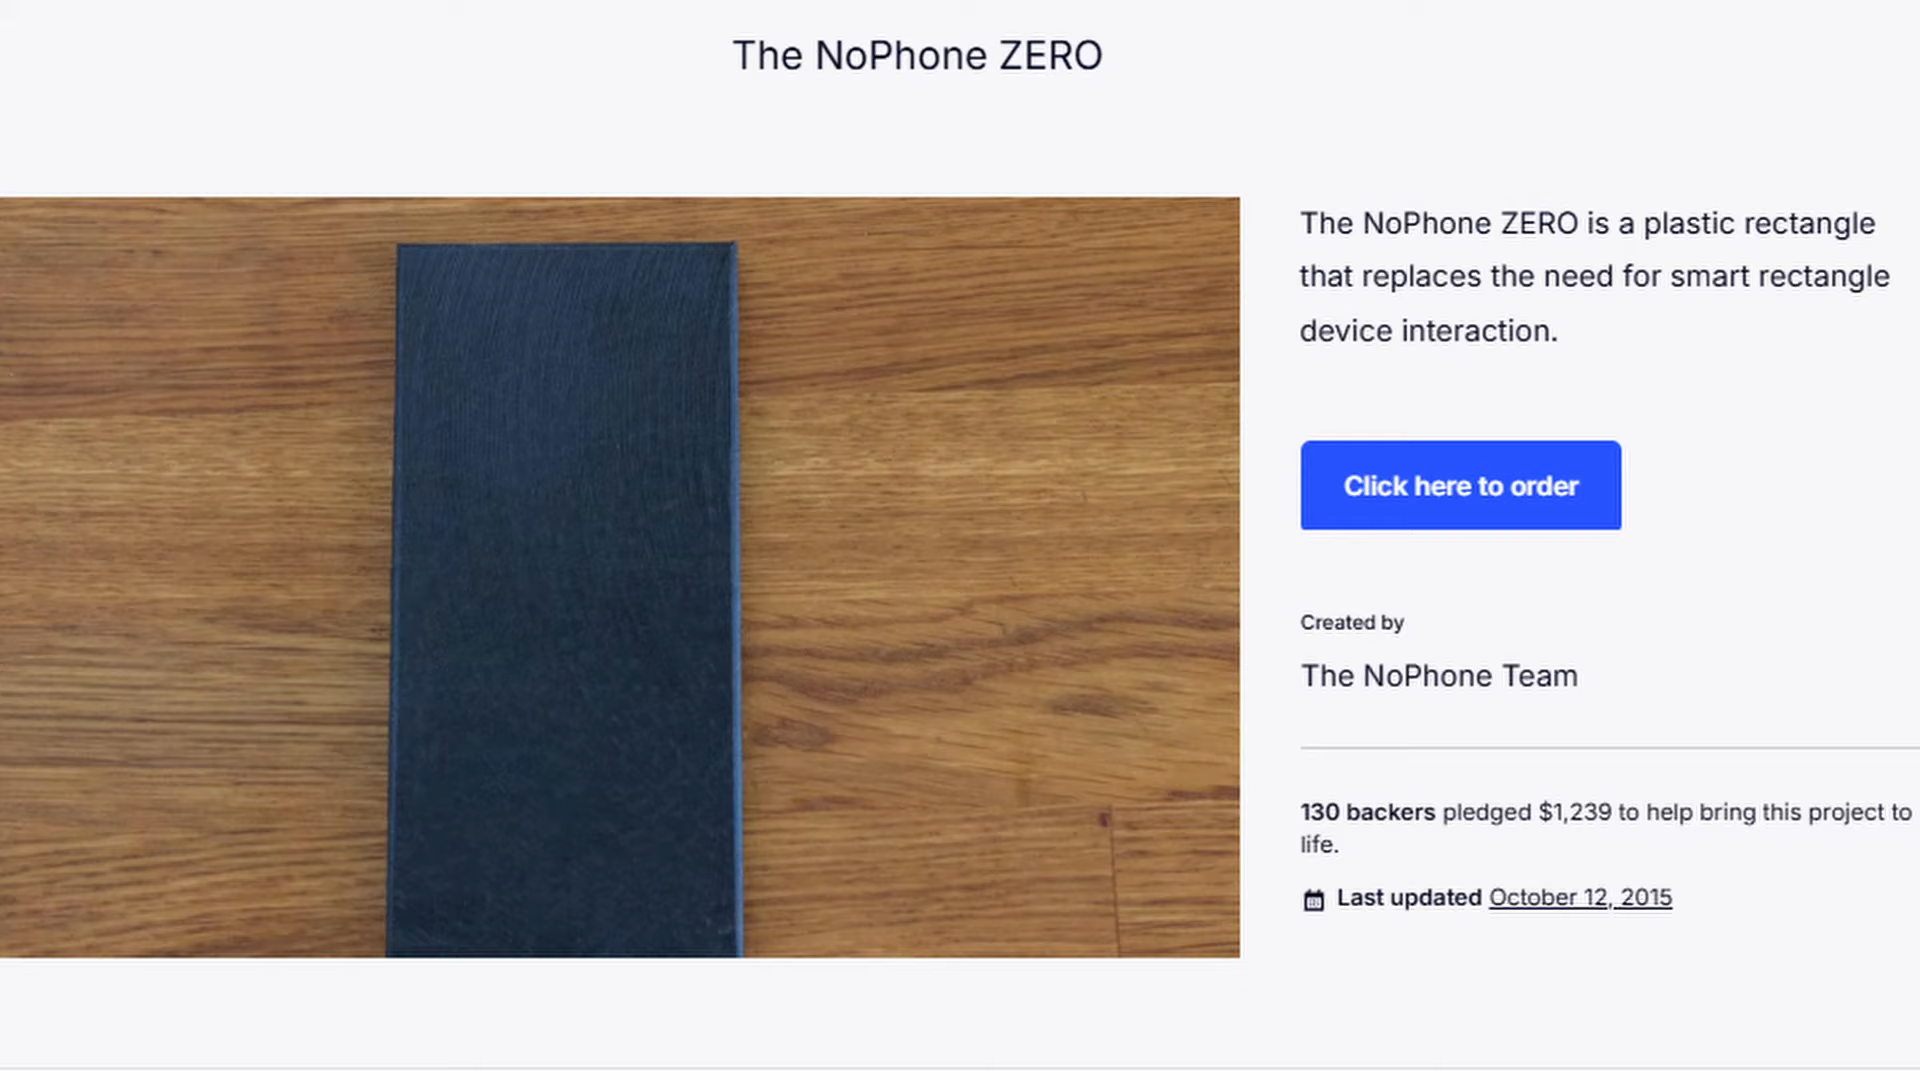 The NoPhone ZERO
The NoPhone ZERO is a plastic rectangle
that replaces the need for smart rectangle
device interaction.
Click here to order
Created by
The NoPhone Team
130 backers pledged $1,239 to help bring this project to
life.
Last updated October 12, 2015